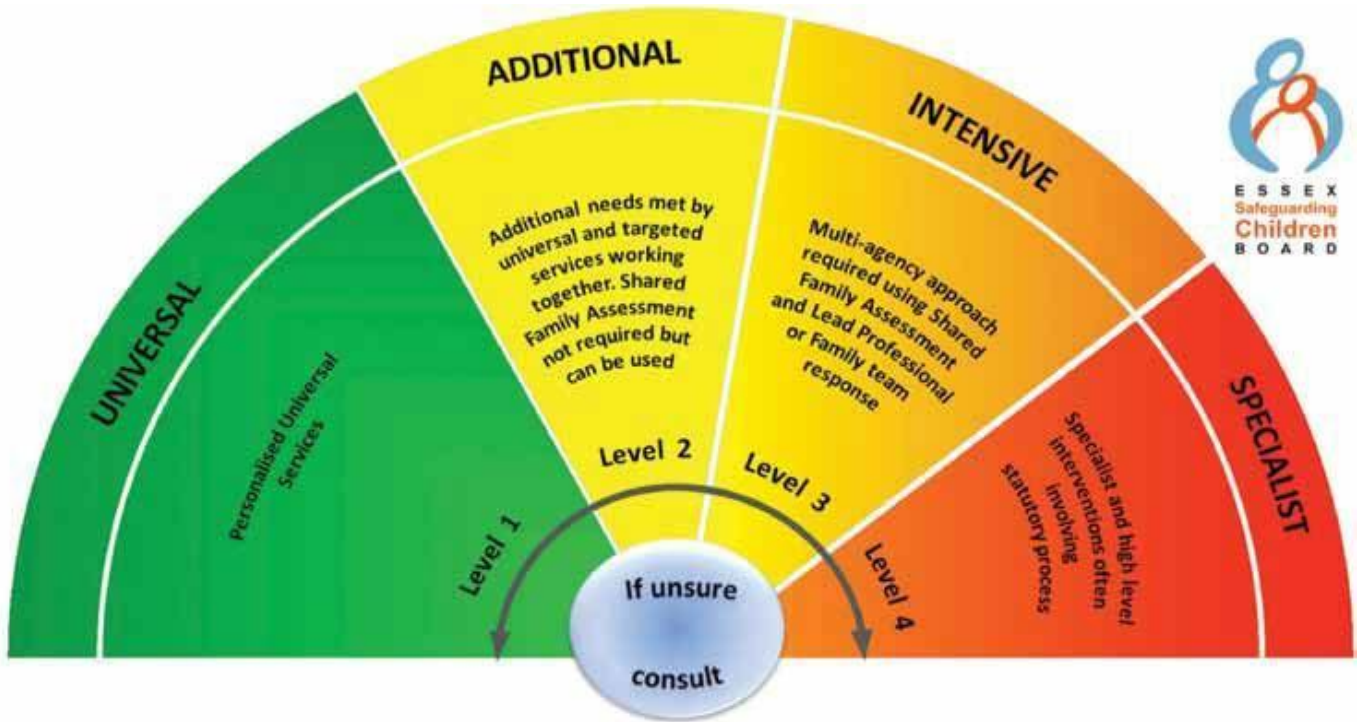 UNIVERSAL
Personalised Universal
Services
Level 1
ADDITIONAL
Additional needs met by
universal and targeted
services working
together. Shared
Family Assessment
not required but
can be used
Level 2
INTENSIVE
Multi-agency approach
required using Shared
Family Assessment
and Lead Professional
or Family team
response
Level 3
SPECIALIST
Specialist and high level
interventions often
involving
statutory process
Level 4
If unsure
consult
ESSEX
Safeguarding
Children
BOARD